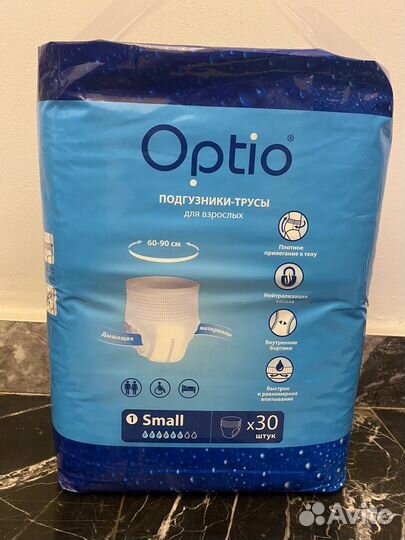 Optio®
ПОДГУЗНИКИ-ТРУСЫ
для взрослых
60-90 см
Плотное
прилегание к телу
Нейтрализация
запаха
Внутренние
бортики
Быстрое
и равномерное
впитывание
Дышащие материалы
1 Small
x30
штук
Avito